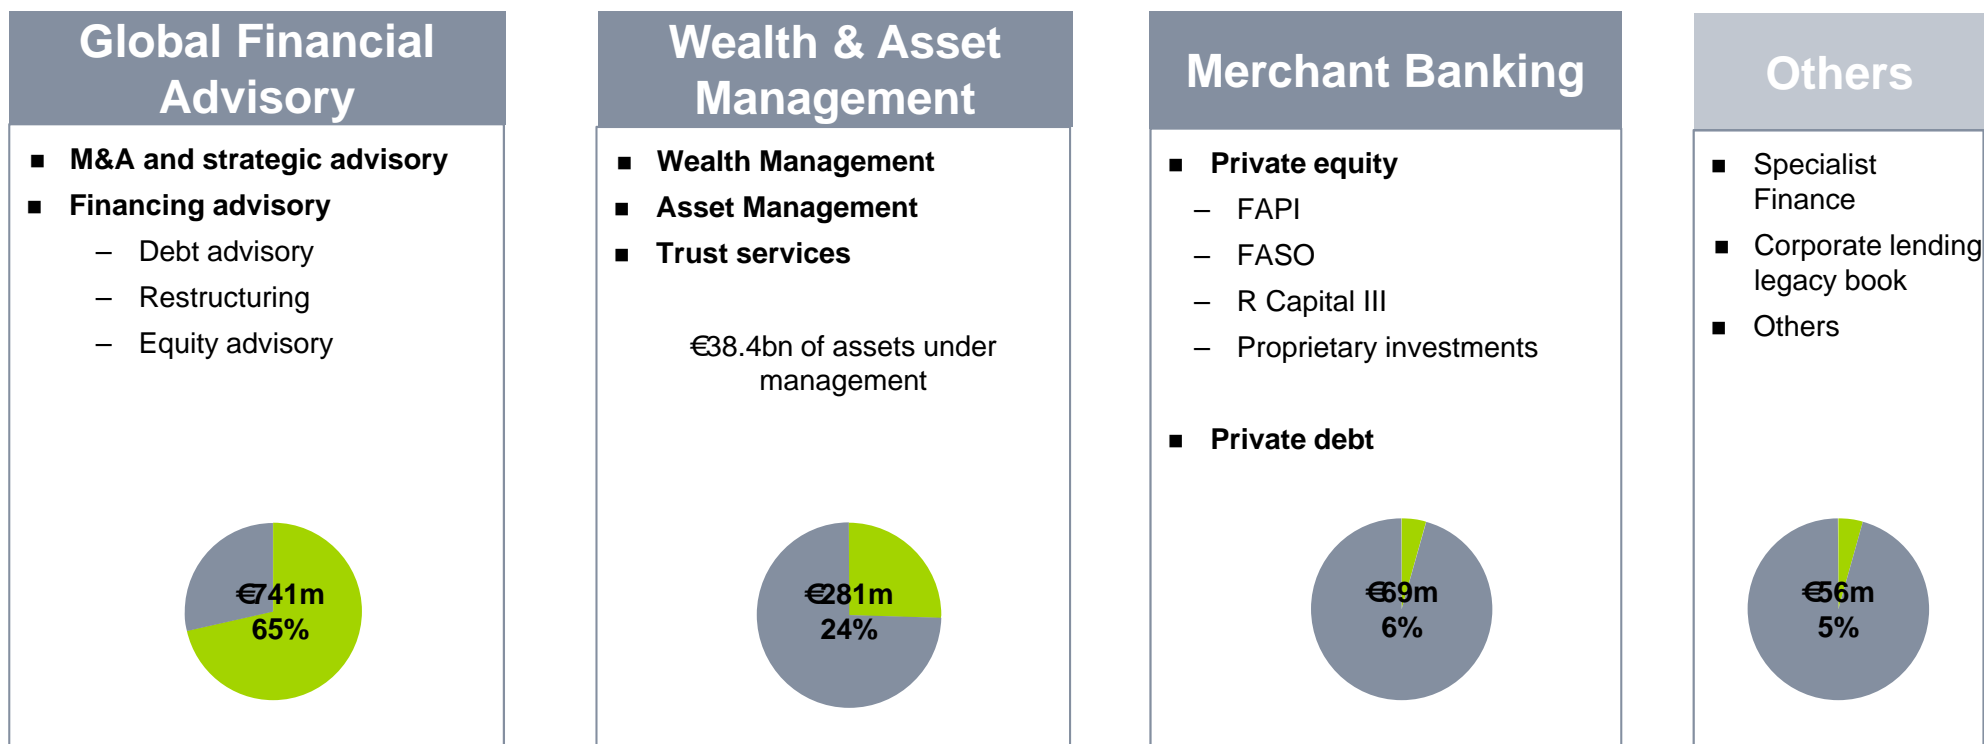 Global Financial
Advisory
■ M&A and strategic advisory
■ Financing advisory
– Debt advisory
– Restructuring
– Equity advisory
€741m
65%
Wealth & Asset
Management
■ Wealth Management
■ Asset Management
■ Trust services
€38.4bn of assets under
management
€281m
24%
Merchant Banking
■ Private equity
– FAPI
– FASO
– R Capital III
– Proprietary investments
■ Private debt
€69m
6%
Others
■ Specialist
Finance
■ Corporate lending
legacy book
■ Others
€56m
5%